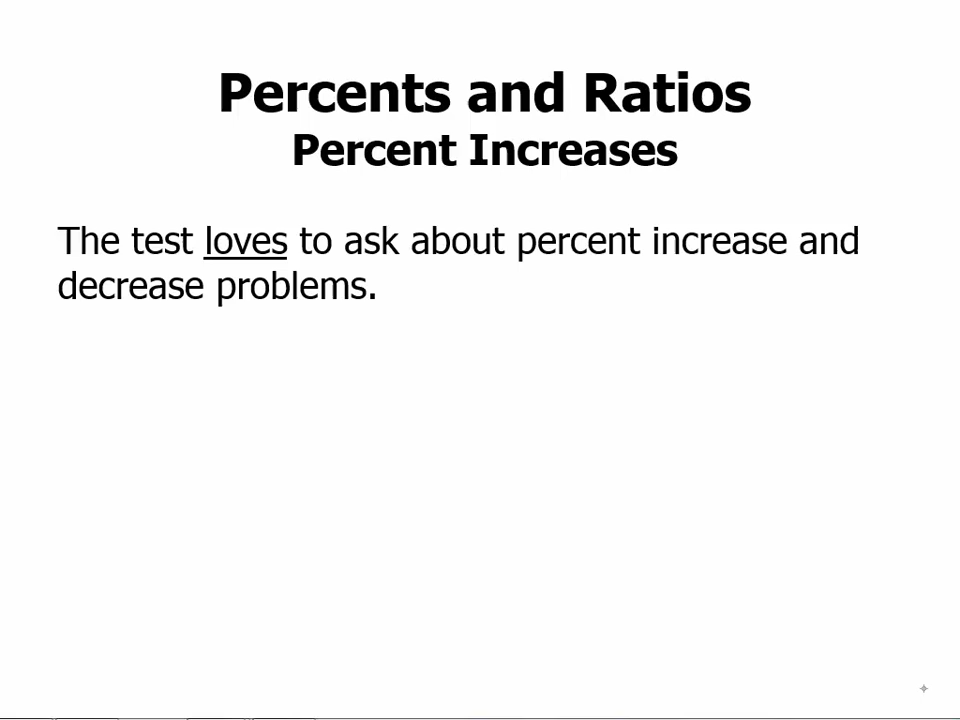 Percents and Ratios
Percent Increases
The test loves to ask about percent increase and
decrease problems.